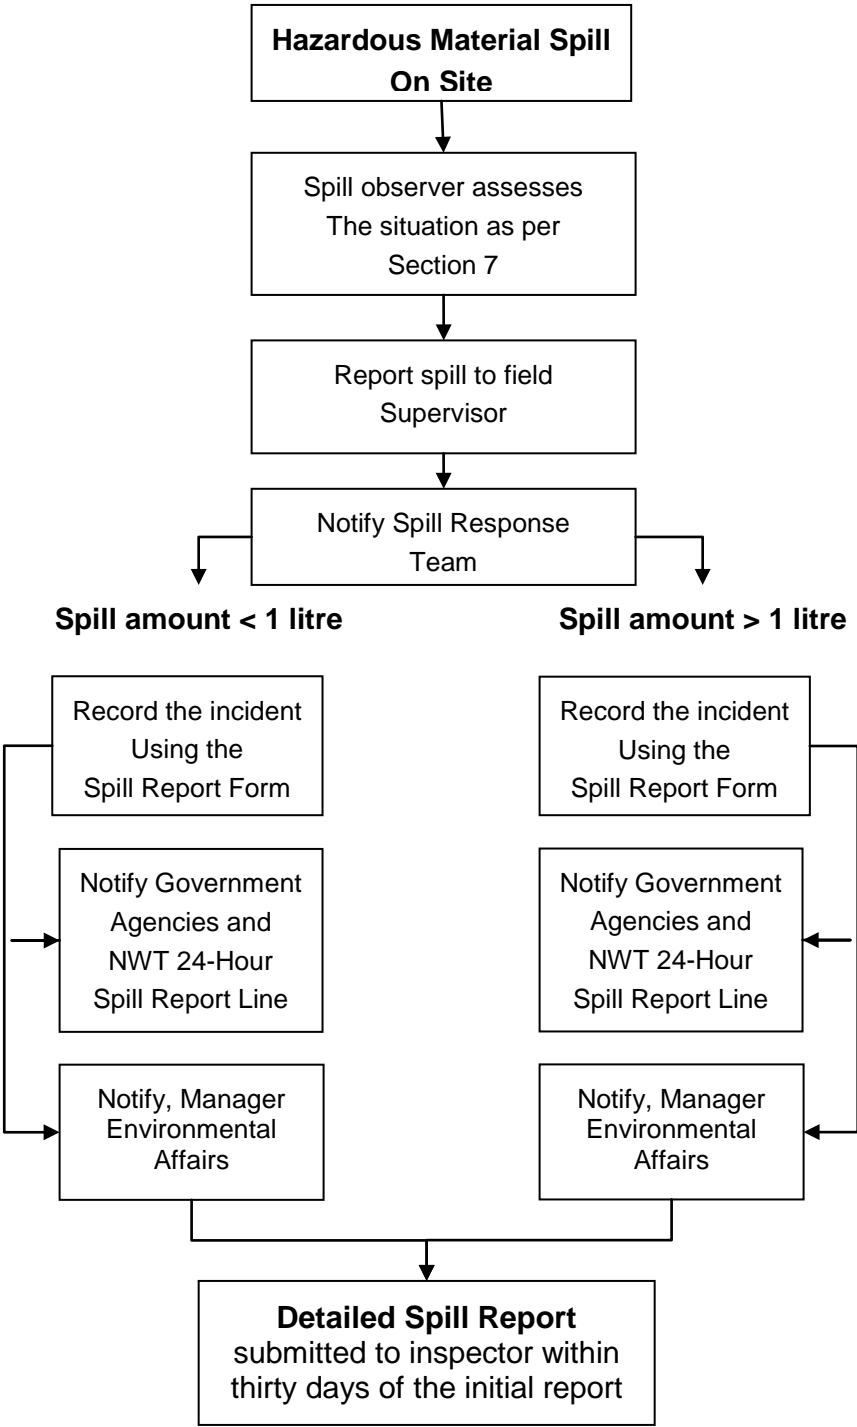 Hazardous Material Spill
On Site
Spill observer assesses
The situation as per
Section 7
Report spill to field
Supervisor
Notify Spill Response
Team
Spill amount < 1 litre
Spill amount > 1 litre
Record the incident
Using the
Spill Report Form
Record the incident
Using the
Spill Report Form
Notify Government
Agencies and
NWT 24-Hour
Spill Report Line
Notify Government
Agencies and
NWT 24-Hour
Spill Report Line
Notify, Manager
Environmental
Affairs
Notify, Manager
Environmental
Affairs
Detailed Spill Report
submitted to inspector within
thirty days of the initial report